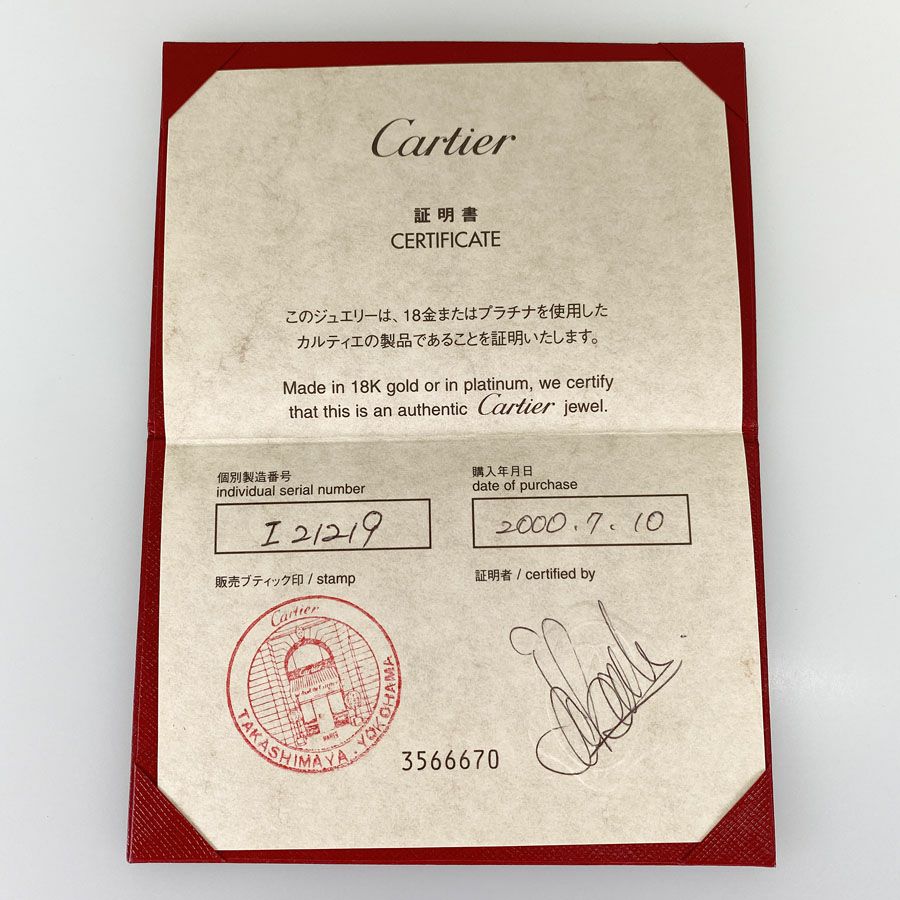 Cartier
証明書
CERTIFICATE
このジュエリーは、18金またはプラチナを使用した
カルティエの製品であることを証明いたします。
Made in 18K gold or in platinum, we certify
that this is an authentic Cartier jewel.
個別製造番号
individual serial number
I 21219
購入年月日
date of purchase
2000.7.10
販売ブティック印 / stamp
証明者 / certified by
Cartier
PARIS
TAKASHIMAYA.YOKOHAMA
3566670